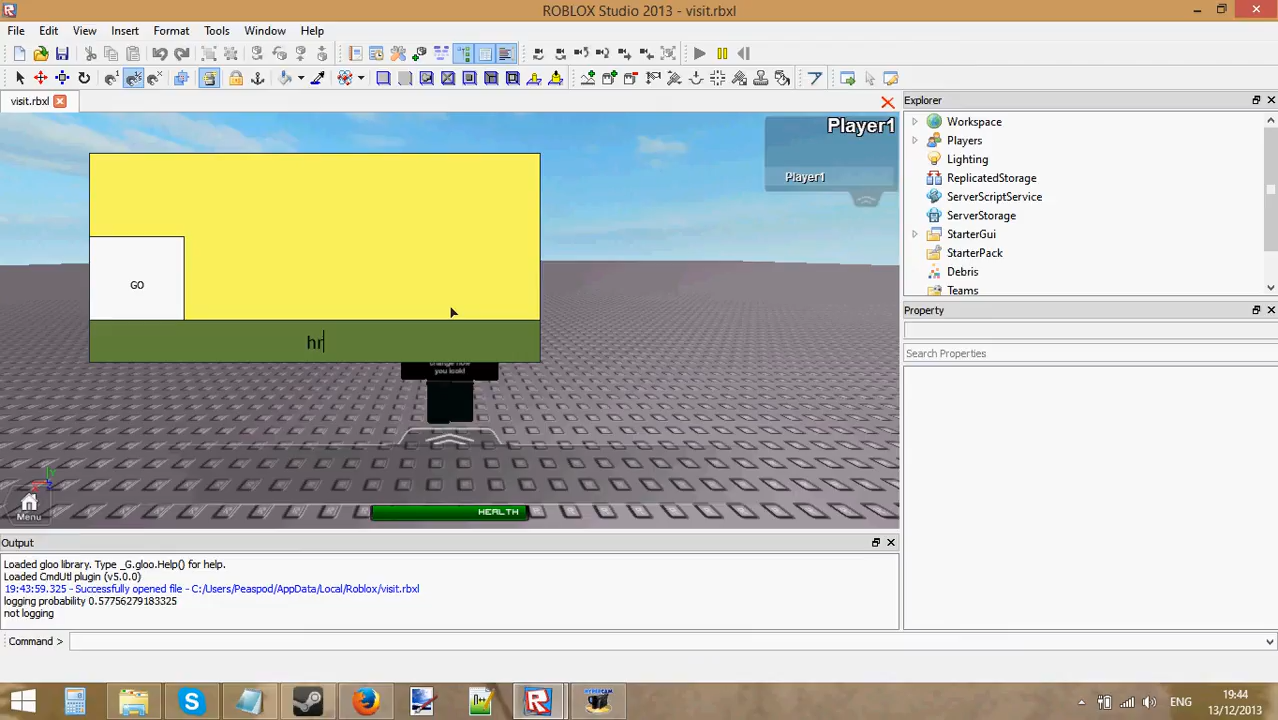 ROBLOX Studio 2013 - visit.rbxl
File Edit View Insert Format Tools Window Help
visit.rbxl
Explorer
Workspace
Players
Lighting
ReplicatedStorage
ServerScriptService
ServerStorage
StarterGui
StarterPack
Debris
Teams
Property
Search Properties
Player1
Player1
GO
hr
change how
you look!
Menu
HEALTH
Output
Loaded gloo library. Type _G.gloo.Help() for help.
Loaded CmdUtl plugin (v5.0.0)
19:43:59.325 - Successfully opened file - C:/Users/Peaspod/AppData/Local/Roblox/visit.rbxl
logging probability 0.57756279183325
not logging
Command >
ENG
19:44
13/12/2013